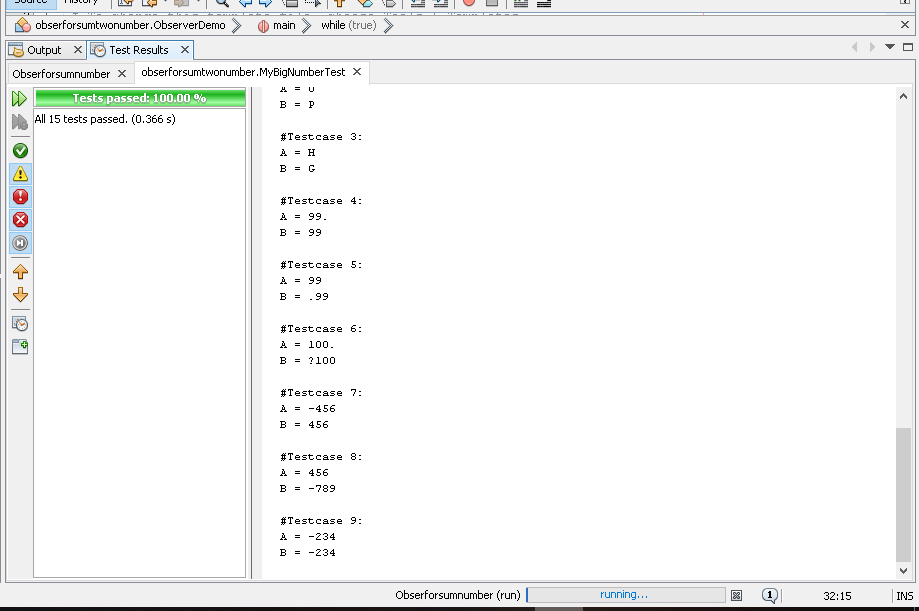 Source History
obserforsumtwonumber.ObserverDemo main while (true)
Output Test Results
Obserforsumnumber obserforsumtwonumber.MyBigNumberTest
Tests passed: 100.00 %
All 15 tests passed. (0.366 s)
B = P
#Testcase 3:
A = H
B = G
#Testcase 4:
A = 99.
B = 99
#Testcase 5:
A = 99
B = .99
#Testcase 6:
A = 100.
B = ?100
#Testcase 7:
A = -456
B = 456
#Testcase 8:
A = 456
B = -789
#Testcase 9:
A = -234
B = -234
Obserforsumnumber (run) running... 1 32:15 INS